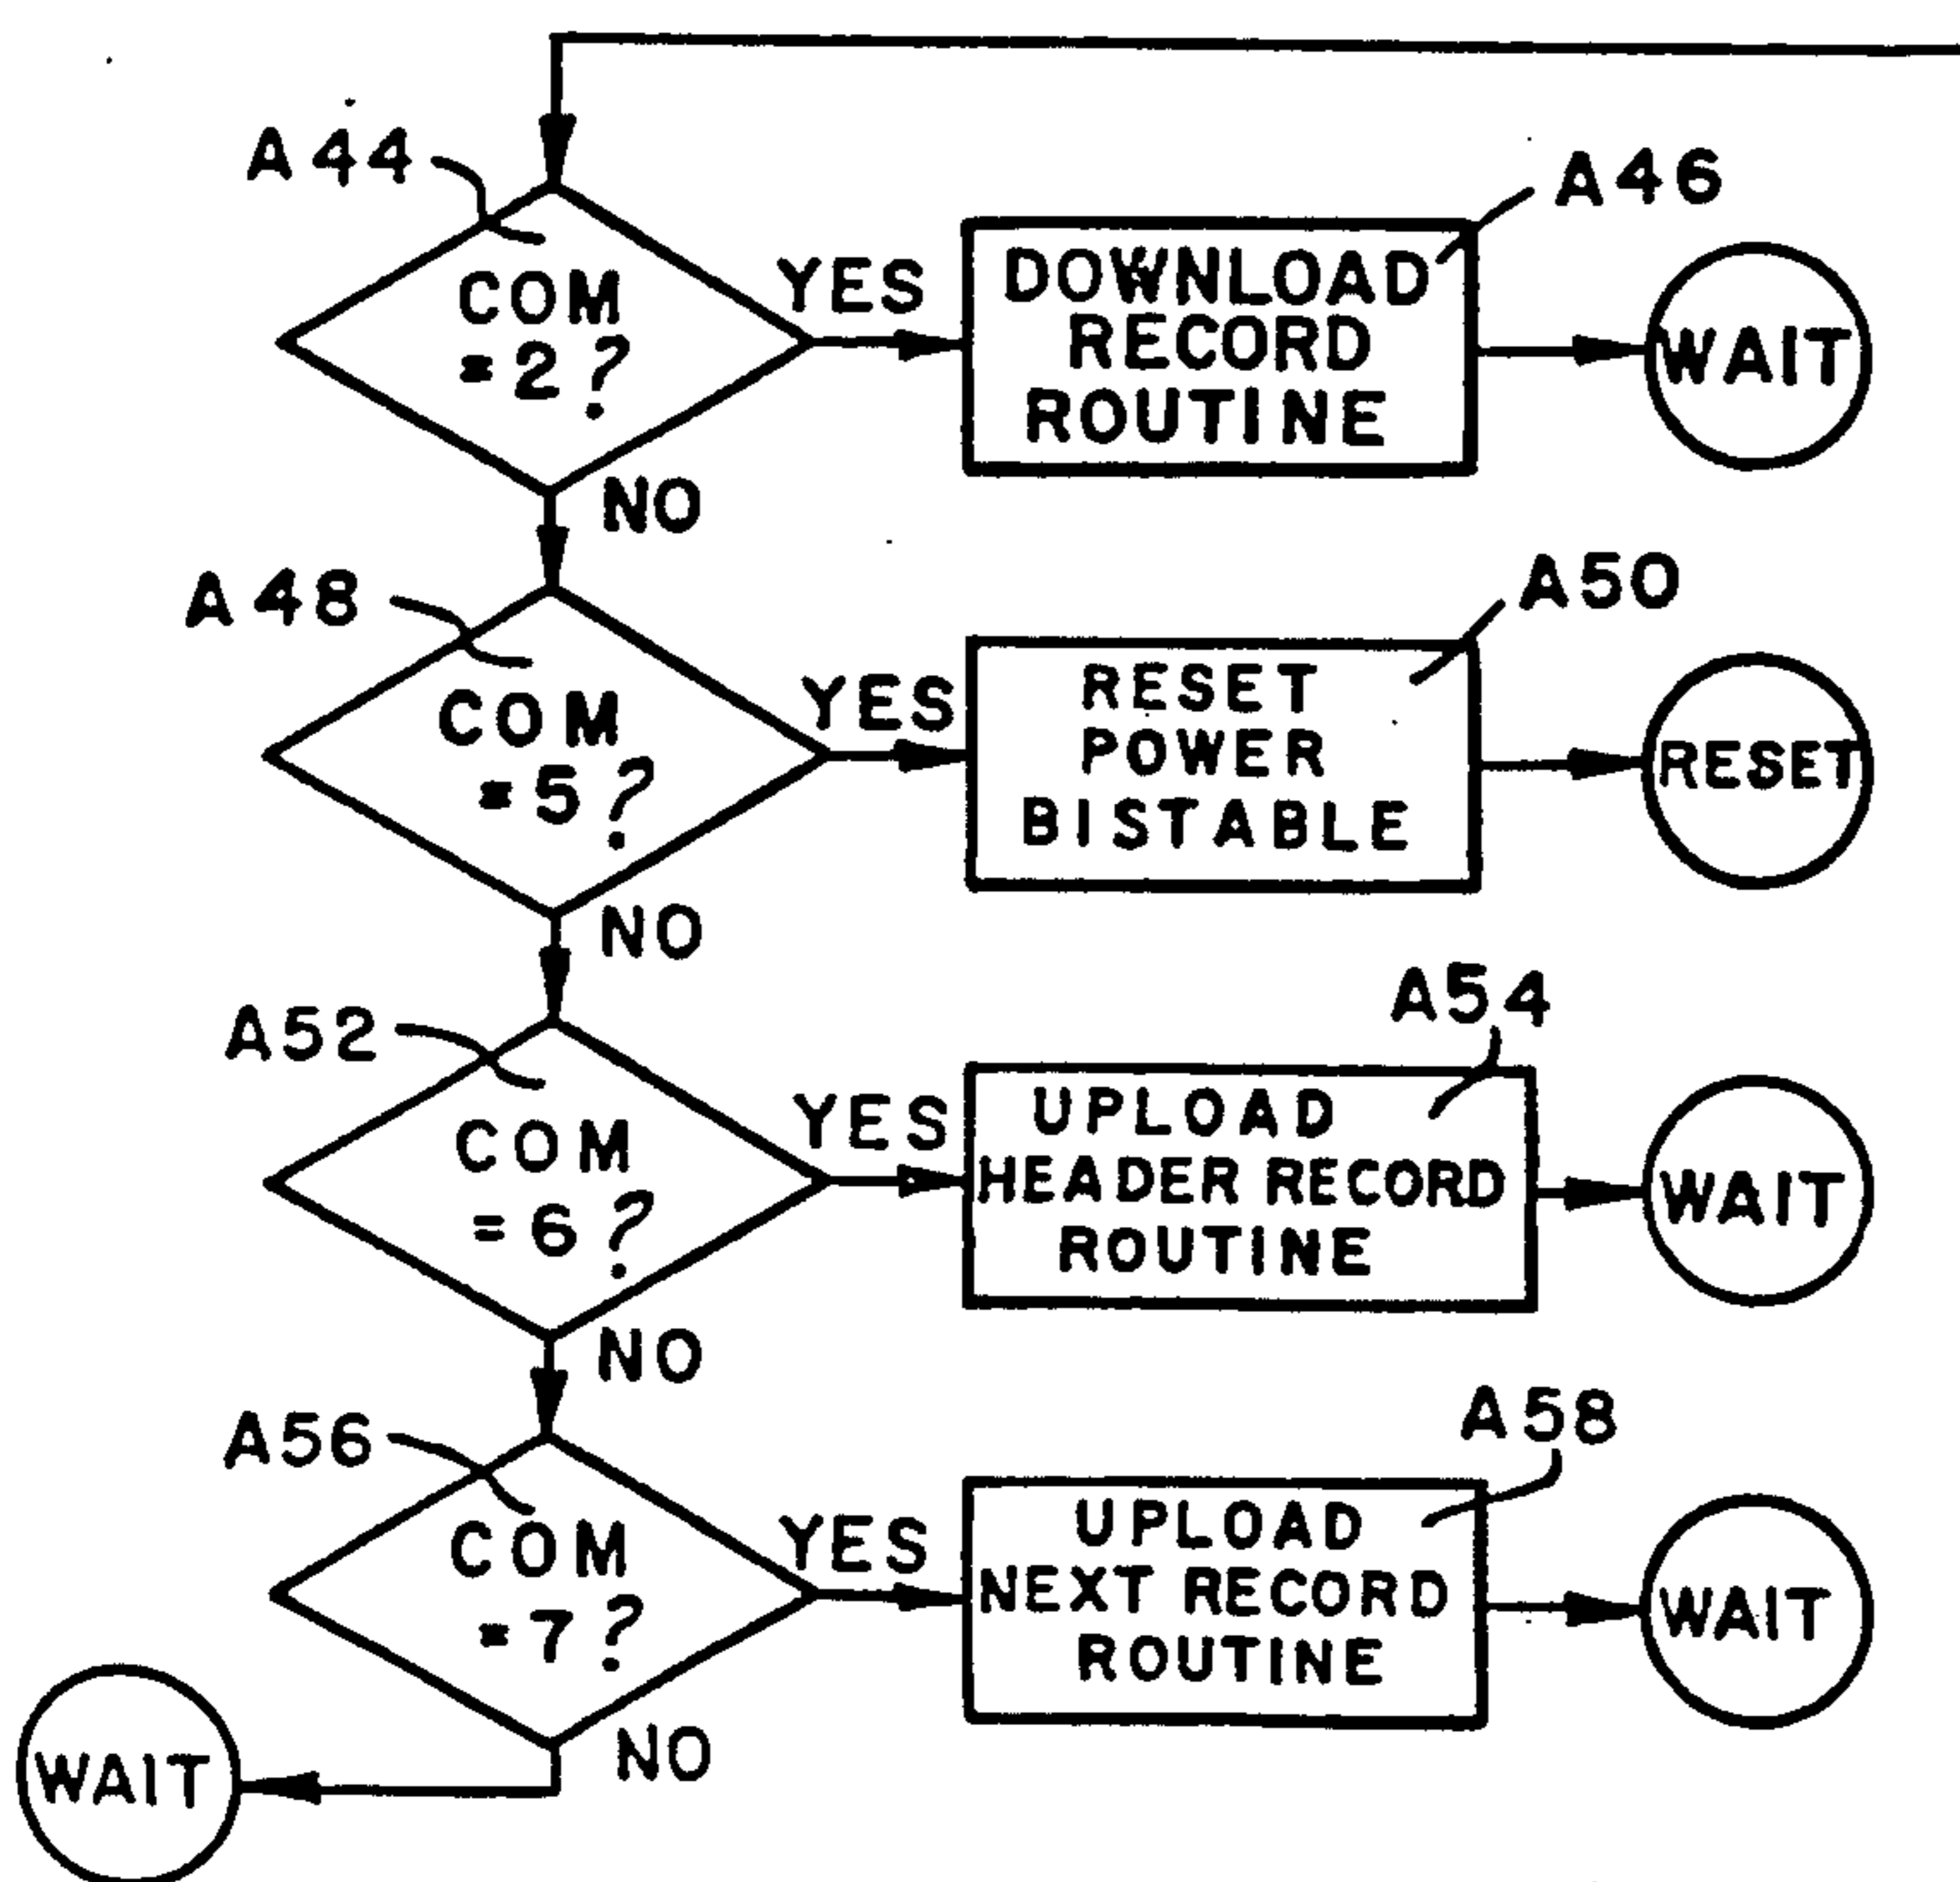 A44
COM
=2?
YES
A46
DOWNLOAD
RECORD
ROUTINE
WAIT
NO
A48
COM
=5?
YES
A50
RESET
POWER
BISTABLE
RESET
NO
A52
COM
=6?
YES
A54
UPLOAD
HEADER RECORD
ROUTINE
WAIT
NO
A56
COM
=7?
YES
A58
UPLOAD
NEXT RECORD
ROUTINE
WAIT
NO
WAIT